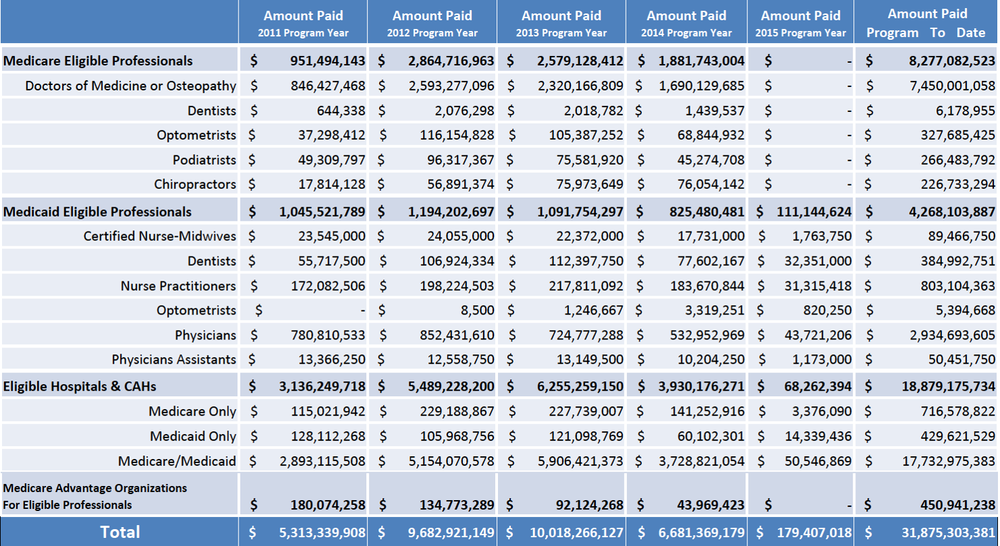 Amount Paid Amount Paid Amount Paid Amount Paid Amount Paid Amount Paid
2011 Program Year 2012 Program Year 2013 Program Year 2014 Program Year 2015 Program Year Program To Date
Medicare Eligible Professionals $ 951,494,143 $ 2,864,716,963 $ 2,579,128,412 $ 1,881,743,004 $ - $ 8,277,082,523
Doctors of Medicine or Osteopathy $ 846,427,468 $ 2,593,277,096 $ 2,320,166,809 $ 1,690,129,685 $ - $ 7,450,001,058
Dentists $ 644,338 $ 2,076,298 $ 2,018,782 $ 1,439,537 $ - $ 6,178,955
Optometrists $ 37,298,412 $ 116,154,828 $ 105,387,252 $ 68,844,932 $ - $ 327,685,425
Podiatrists $ 49,309,797 $ 96,317,367 $ 75,581,920 $ 45,274,708 $ - $ 266,483,792
Chiropractors $ 17,814,128 $ 56,891,374 $ 75,973,649 $ 76,054,142 $ - $ 226,733,294
Medicaid Eligible Professionals $ 1,045,521,789 $ 1,194,202,697 $ 1,091,754,297 $ 825,480,481 $ 111,144,624 $ 4,268,103,887
Certified Nurse-Midwives $ 23,545,000 $ 24,055,000 $ 22,372,000 $ 17,731,000 $ 1,763,750 $ 89,466,750
Dentists $ 55,717,500 $ 106,924,334 $ 112,397,750 $ 77,602,167 $ 32,351,000 $ 384,992,751
Nurse Practitioners $ 172,082,506 $ 198,224,503 $ 217,811,092 $ 183,670,844 $ 31,315,418 $ 803,104,363
Optometrists $ - $ 8,500 $ 1,246,667 $ 3,319,251 $ 820,250 $ 5,394,668
Physicians $ 780,810,533 $ 852,431,610 $ 724,777,288 $ 532,952,969 $ 43,721,206 $ 2,934,693,605
Physicians Assistants $ 13,366,250 $ 12,558,750 $ 13,149,500 $ 10,204,250 $ 1,173,000 $ 50,451,750
Eligible Hospitals & CAHs $ 3,136,249,718 $ 5,489,228,200 $ 6,255,259,150 $ 3,930,176,271 $ 68,262,394 $ 18,879,175,734
Medicare Only $ 115,021,942 $ 229,188,867 $ 227,739,007 $ 141,252,916 $ 3,376,090 $ 716,578,822
Medicaid Only $ 128,112,268 $ 105,968,756 $ 121,098,769 $ 60,102,301 $ 14,339,436 $ 429,621,529
Medicare/Medicaid $ 2,893,115,508 $ 5,154,070,578 $ 5,906,421,373 $ 3,728,821,054 $ 50,546,869 $ 17,732,975,383
Medicare Advantage Organizations
For Eligible Professionals $ 180,074,258 $ 134,773,289 $ 92,124,268 $ 43,969,423 $ - $ 450,941,238
Total $ 5,313,339,908 $ 9,682,921,149 $ 10,018,266,127 $ 6,681,369,179 $ 179,407,018 $ 31,875,303,381